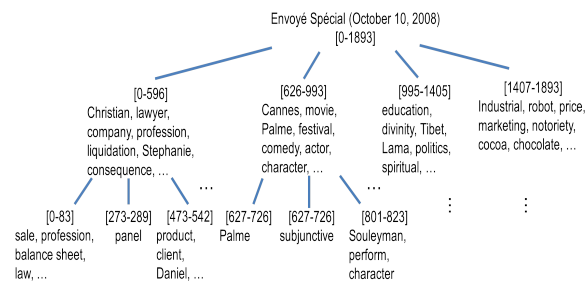 Envoyé Spécial (October 10, 2008)
[0-1893]
[0-596]
Christian, lawyer,
company, profession,
liquidation, Stephanie,
consequence, ...
[626-993]
Cannes, movie,
Palme, festival,
comedy, actor,
character, ...
[995-1405]
education,
divinity, Tibet,
Lama, politics,
spiritual, ...
[1407-1893]
Industrial, robot, price,
marketing, notoriety,
cocoa, chocolate, ...
...
...
⋮
⋮
[0-83]
sale, profession,
balance sheet,
law, ...
[273-289]
panel
[473-542]
product,
client,
Daniel, ...
[627-726]
Palme
[627-726]
subjunctive
[801-823]
Souleyman,
perform,
character